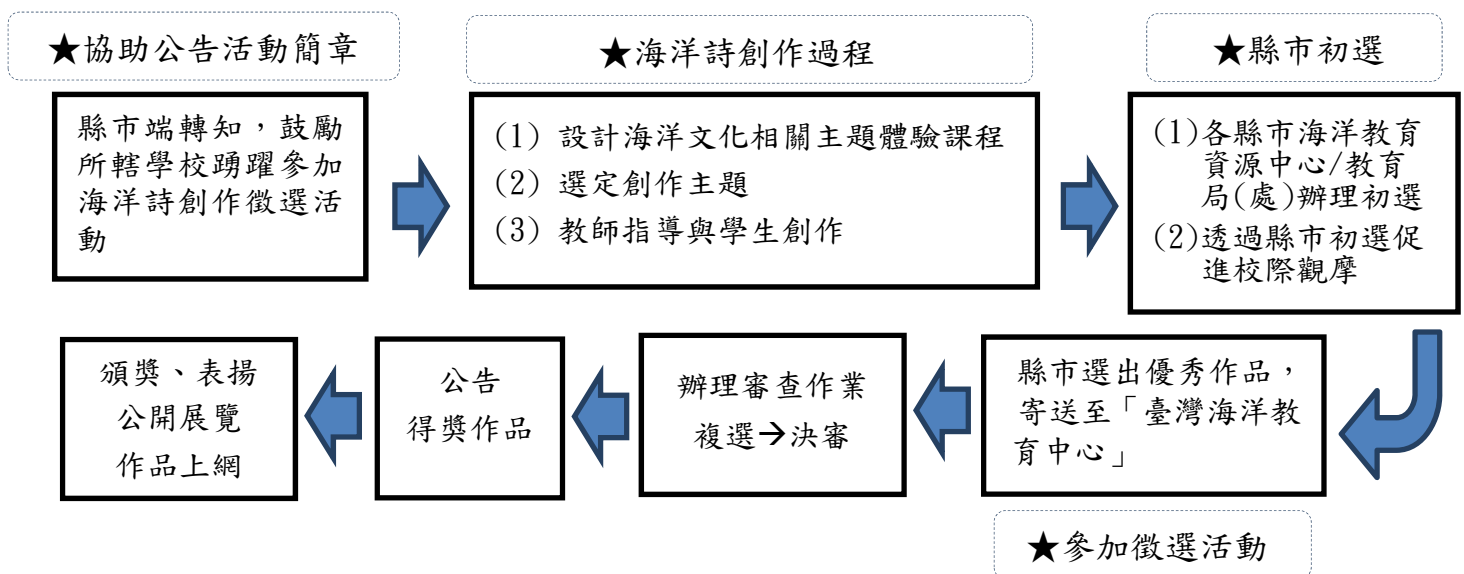 ★協助公告活動簡章
縣市端轉知，鼓勵
所轄學校踴躍參加
海洋詩創作徵選活
動
★海洋詩創作過程
(1) 設計海洋文化相關主題體驗課程
(2) 選定創作主題
(3) 教師指導與學生創作
★縣市初選
(1)各縣市海洋教育
資源中心/教育
局(處)辦理初選
(2)透過縣市初選促
進校際觀摩
縣市選出優秀作品，
寄送至「臺灣海洋教
育中心」
★參加徵選活動
辦理審查作業
複選→決審
公告
得獎作品
頒獎、表揚
公開展覽
作品上網